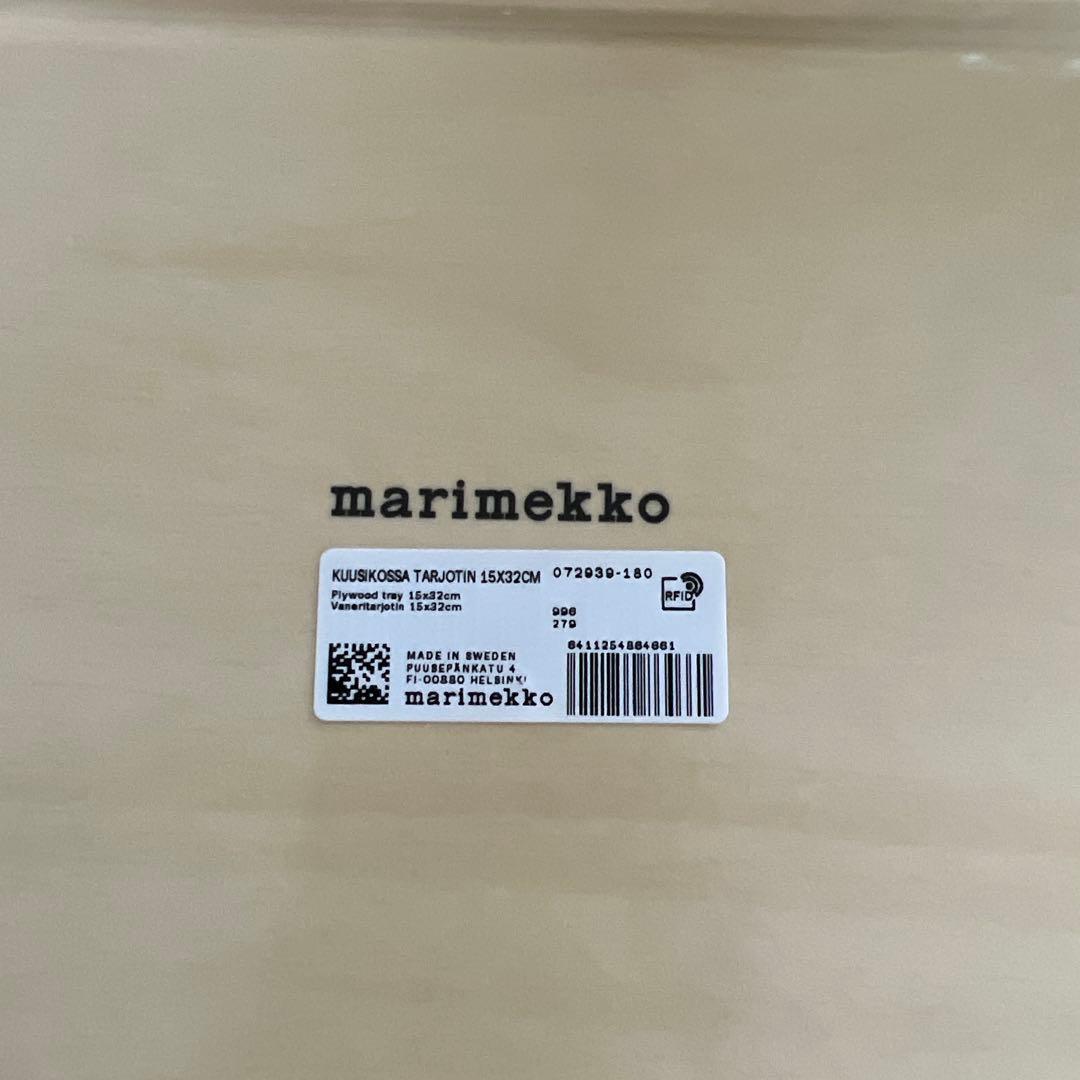 marimekko
KUUSIKOSSA TARJOTIN 15X32CM 072939-180
Plywood tray 15x32cm
Vaneritarjotin 15x32cm
RFID
996
279
6411254864661
MADE IN SWEDEN
PUUSEPÄNKATU 4
FI-00880 HELSINKI
marimekko